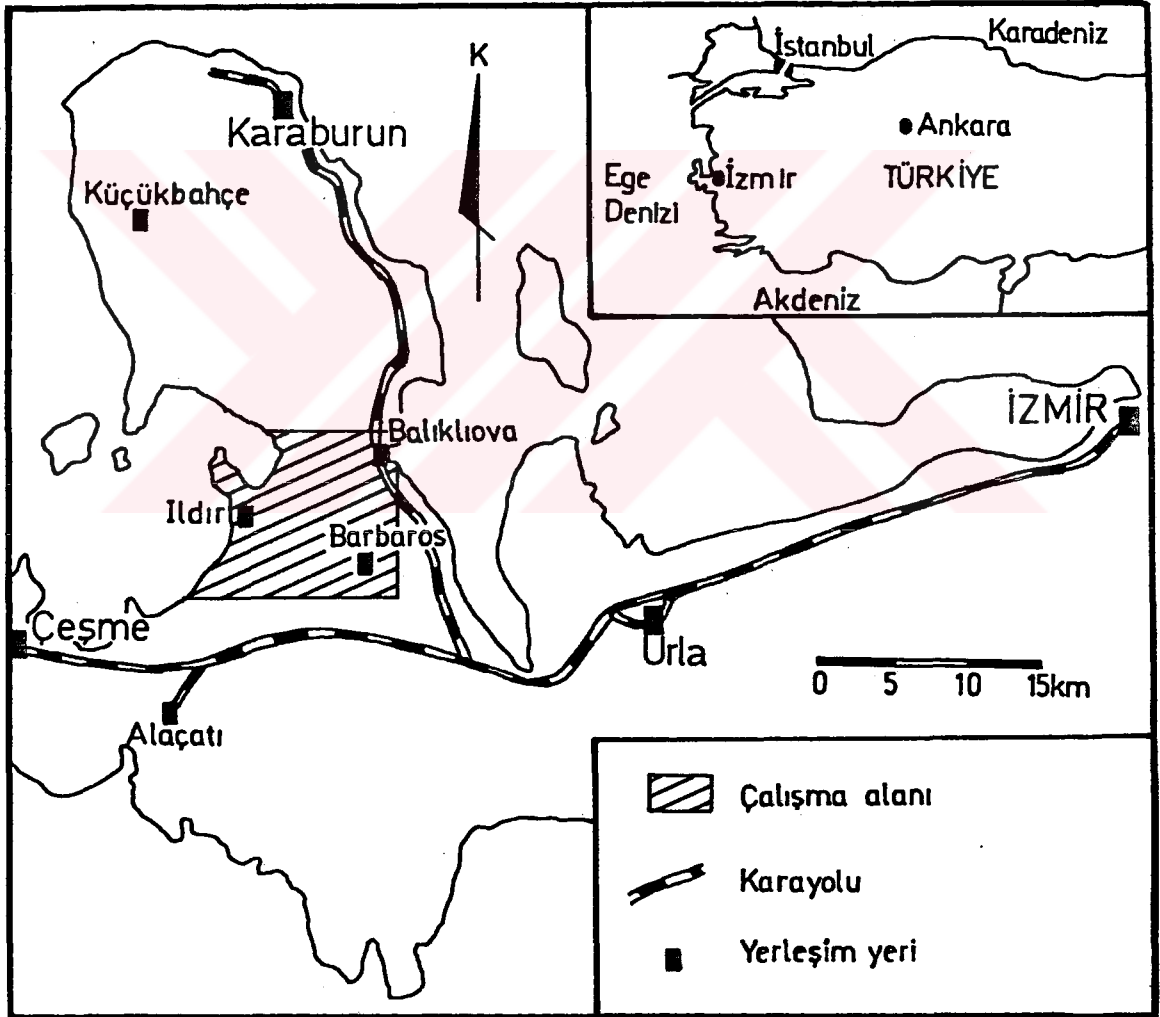 K
Karaburun
Küçükbahçe
İstanbul
Karadeniz
Ankara
TÜRKİYE
Ege
Denizi
İzmir
Akdeniz
İZMİR
Balıklıova
Ildır
Barbaros
Çeşme
Urla
Alaçatı
0 5 10 15km
Çalışma alanı
Karayolu
Yerleşim yeri